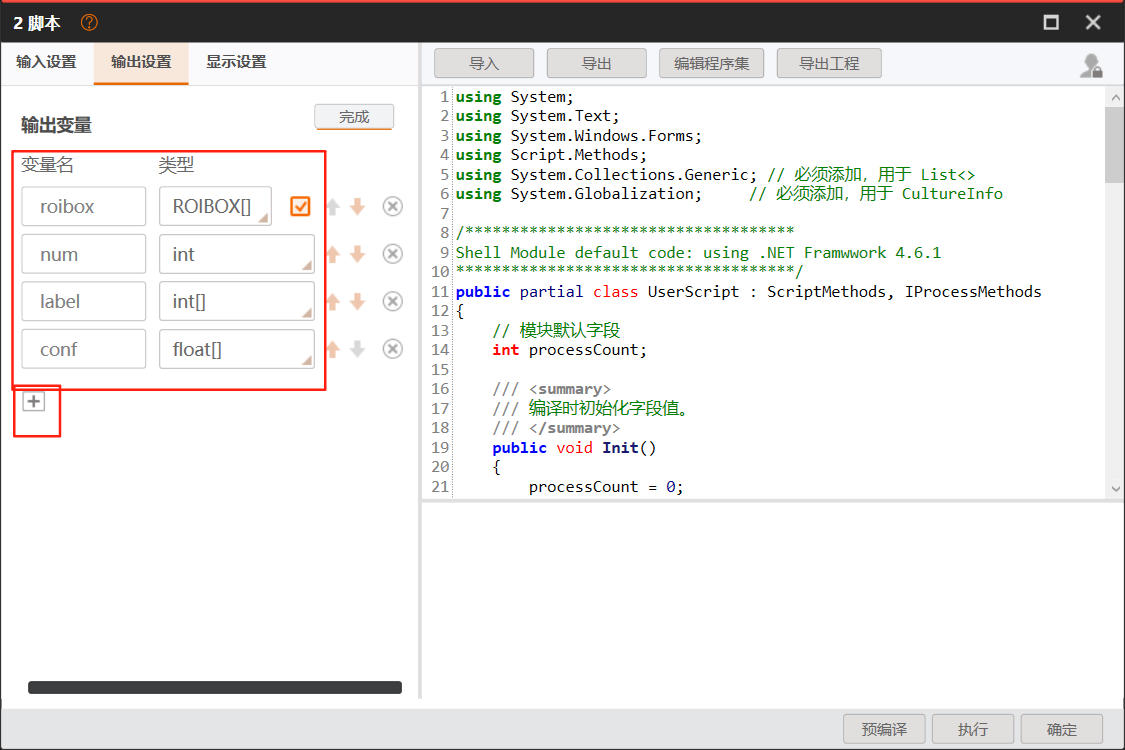 2 脚本 ?
输入设置 输出设置 显示设置
导入 导出 编辑程序集 导出工程
输出变量 完成
变量名 类型
roibox ROIBOX[]
num int
label int[]
conf float[]
1 using System;
2 using System.Text;
3 using System.Windows.Forms;
4 using Script.Methods;
5 using System.Collections.Generic; // 必须添加，用于 List<>
6 using System.Globalization;     // 必须添加，用于 CultureInfo
7
8 /************************************
9 Shell Module default code: using .NET Framwwork 4.6.1
10 *************************************/
11 public partial class UserScript : ScriptMethods, IProcessMethods
12 {
13     // 模块默认字段
14     int processCount;
15
16     /// <summary>
17     /// 编译时初始化字段值。
18     /// </summary>
19     public void Init()
20     {
21         processCount = 0;
预编译 执行 确定